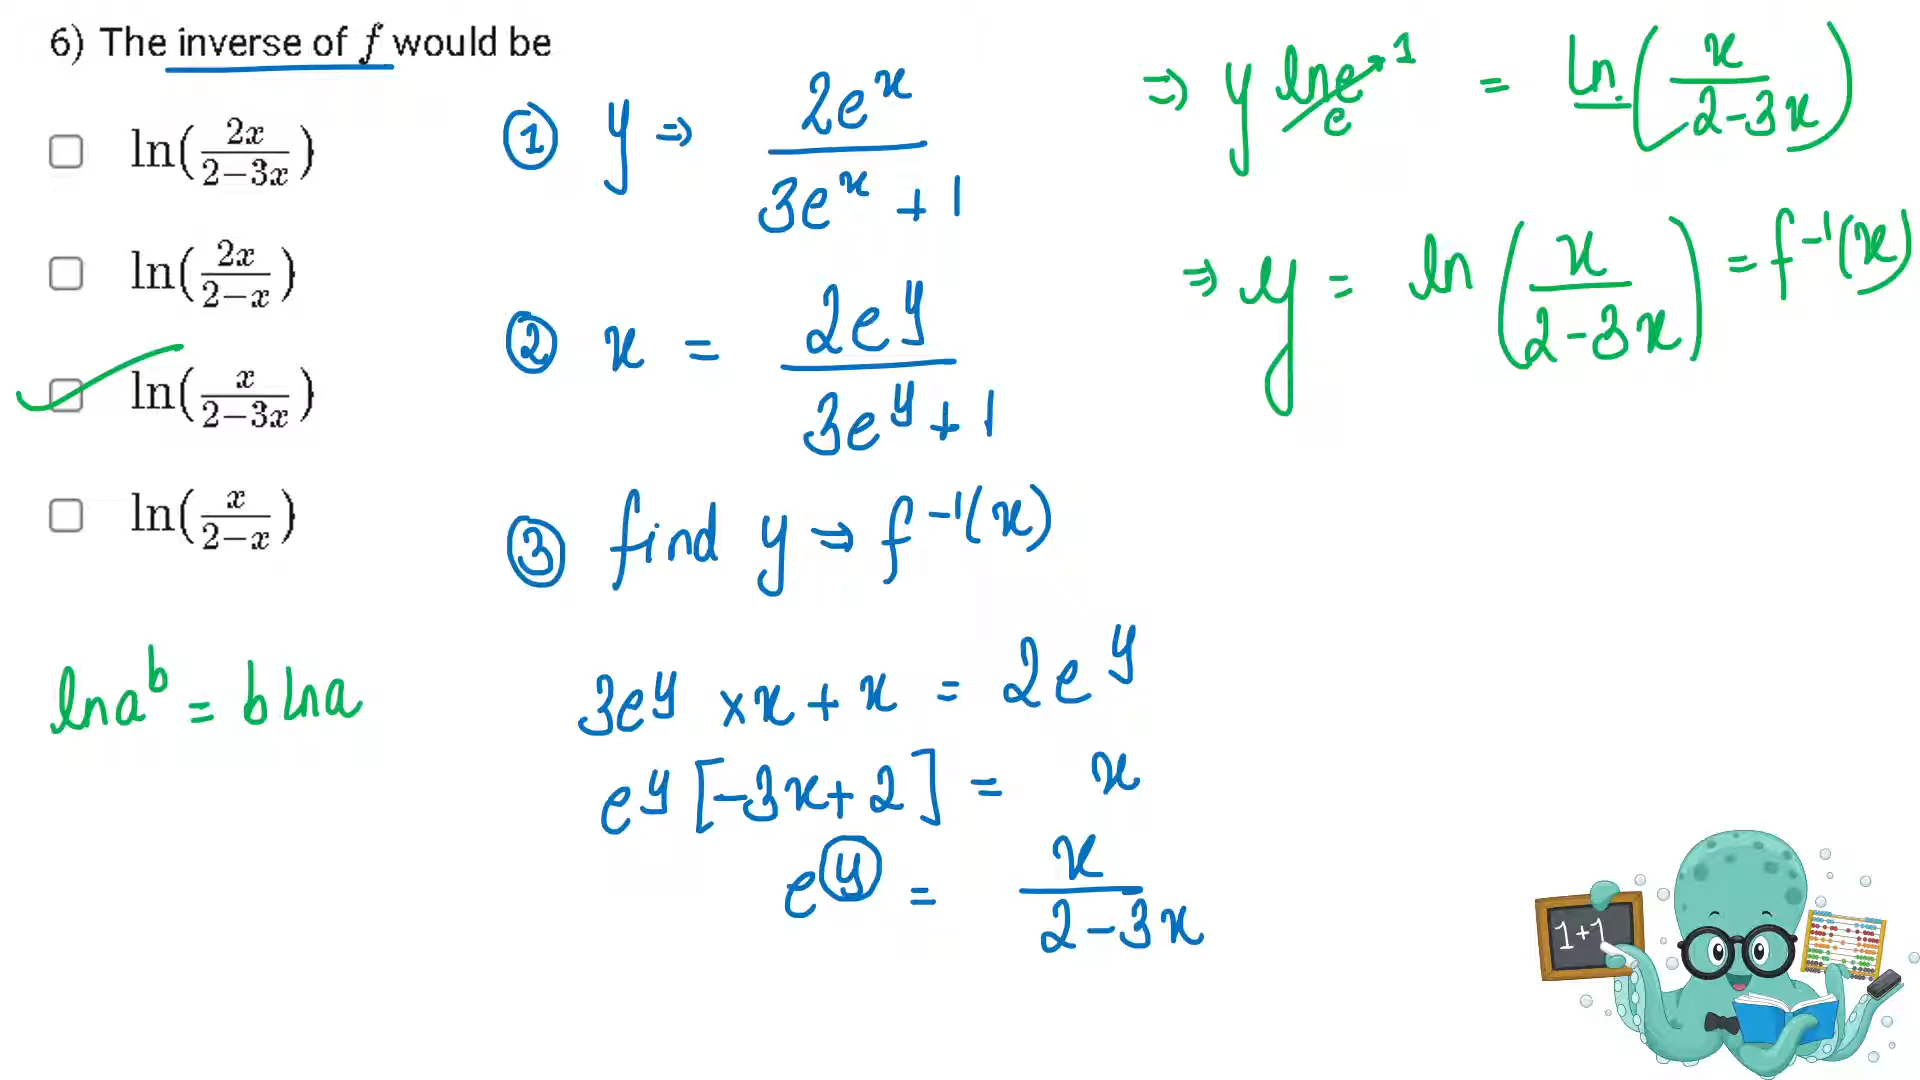 6) The inverse of f would be
ln(2x/(2−3x))
ln(2x/(2−x))
ln(x/(2−3x))
ln(x/(2−x))
ln a^b = b ln a
① y ⇒ 2e^x/(3e^x + 1)
② x = 2e^y/(3e^y + 1)
③ find y ⇒ f^-1(x)
3e^y × x + x = 2e^y
e^y [-3x + 2] = x
e^y = x/(2 - 3x)
⇒ y ln_e e → 1 = ln (x/(2 - 3x))
⇒ y = ln (x/(2 - 3x)) = f^-1(x)
1+1